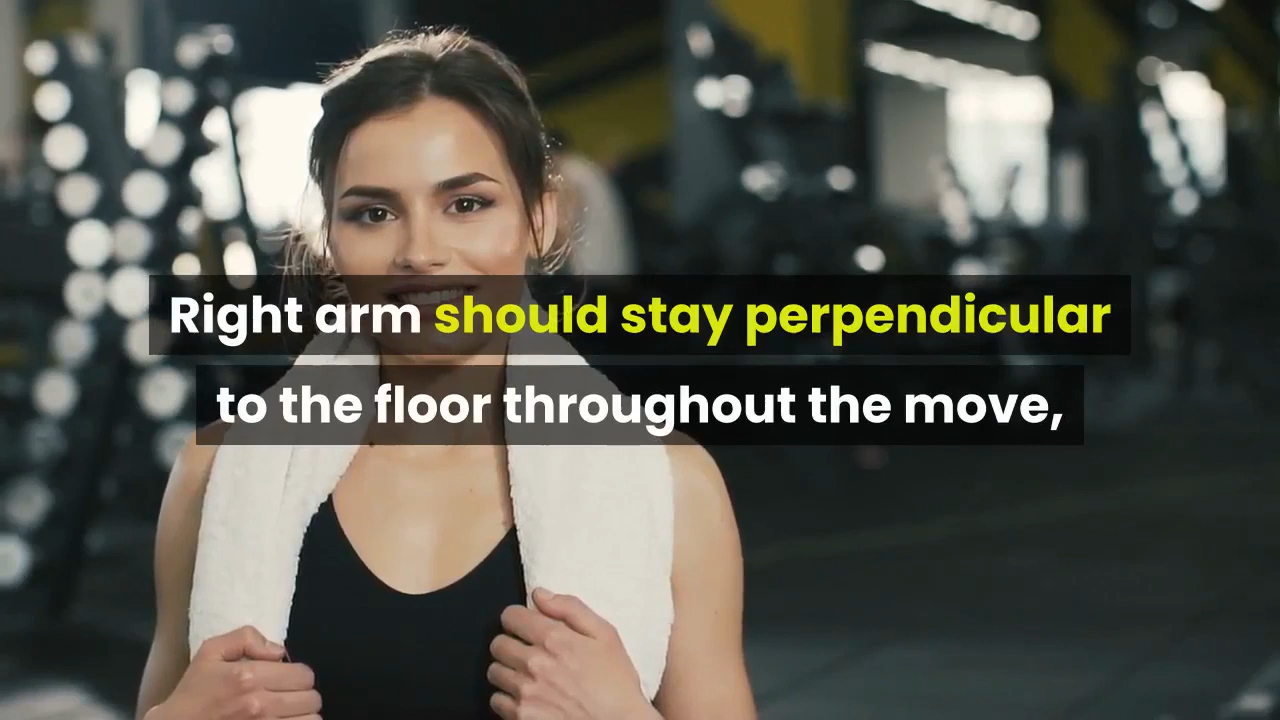 Right arm should stay perpendicular
to the floor throughout the move,